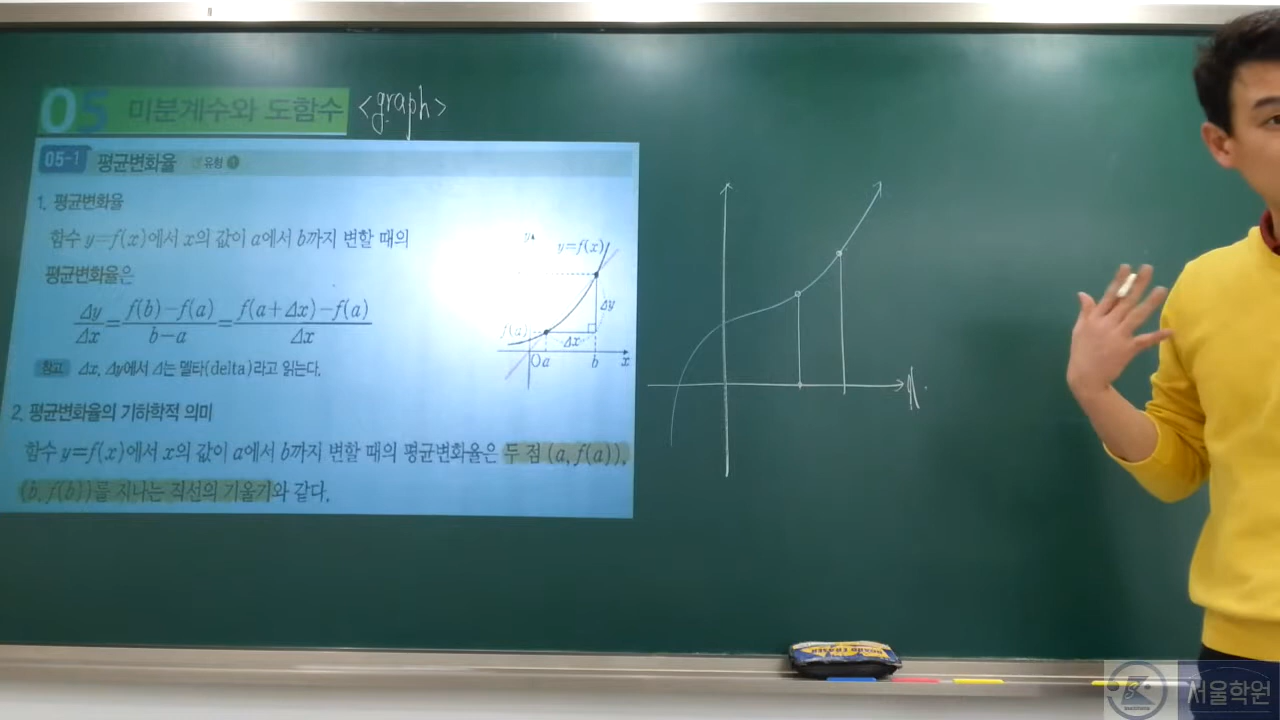 05 미분계수와 도함수 <graph>
05-1 평균변화율 유형 1
1. 평균변화율
함수 y=f(x)에서 x의 값이 a에서 b까지 변할 때의
평균변화율은
Δy/Δx = f(b)-f(a)/b-a = f(a+Δx)-f(a)/Δx
참고 Δx, Δy에서 Δ는 델타(delta)라고 읽는다.
y
y=f(x)
Δy
f(a)
Δx
O a b x
2. 평균변화율의 기하학적 의미
함수 y=f(x)에서 x의 값이 a에서 b까지 변할 때의 평균변화율은 두 점 (a, f(a)),
(b, f(b))를 지나는 직선의 기울기와 같다.
서울학원